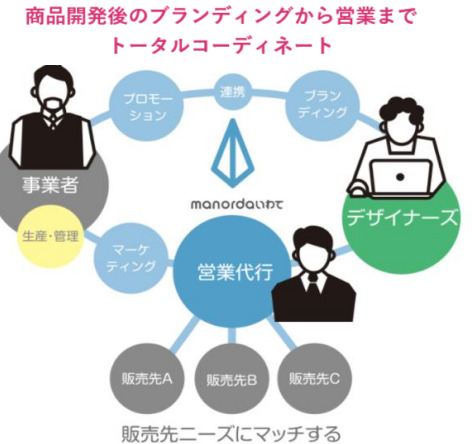 商品開発後のブランディングから営業まで
トータルコーディネート
プロモー
ション
連携
ブラン
ディング
事業者
manordaいわて
デザイナーズ
生産・管理
マーケ
ティング
営業代行
販売先A
販売先B
販売先C
販売先ニーズにマッチする